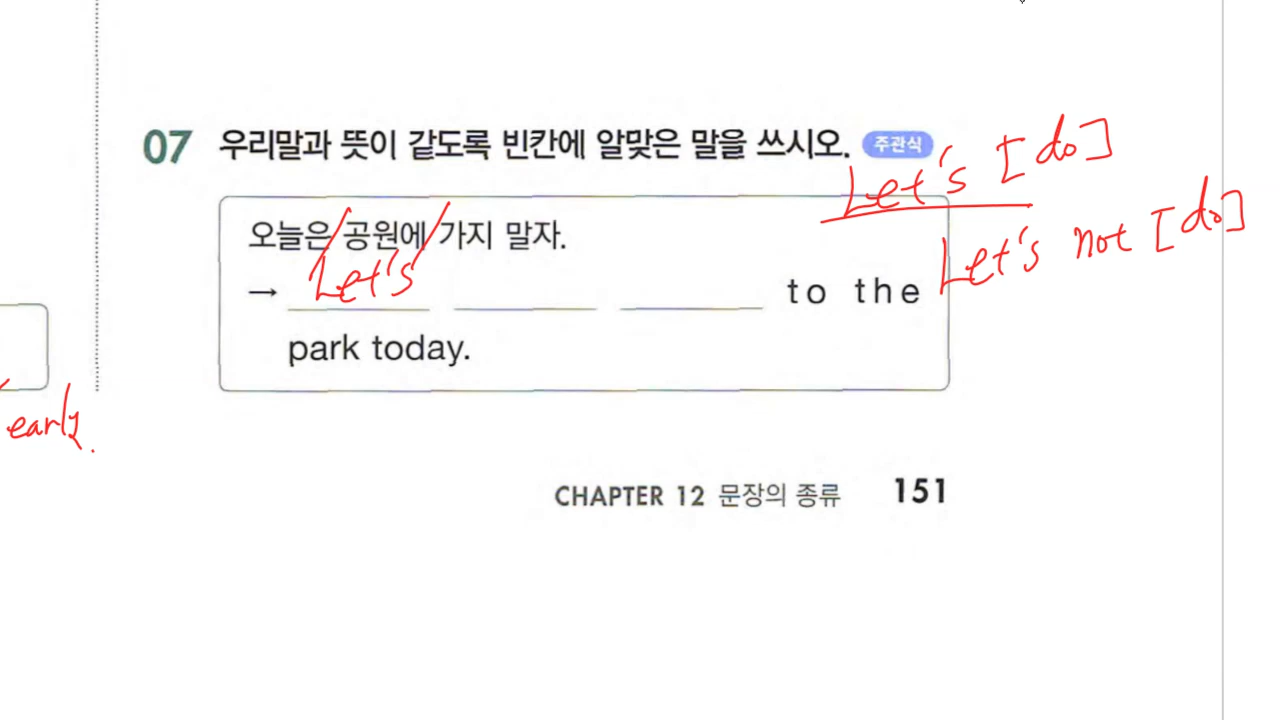 07 우리말과 뜻이 같도록 빈칸에 알맞은 말을 쓰시오. 주관식
Let's [do]
Let's not [do]
오늘은/공원에/가지 말자.
→ Let's ______ ______ to the
park today.
early.
CHAPTER 12 문장의 종류 151